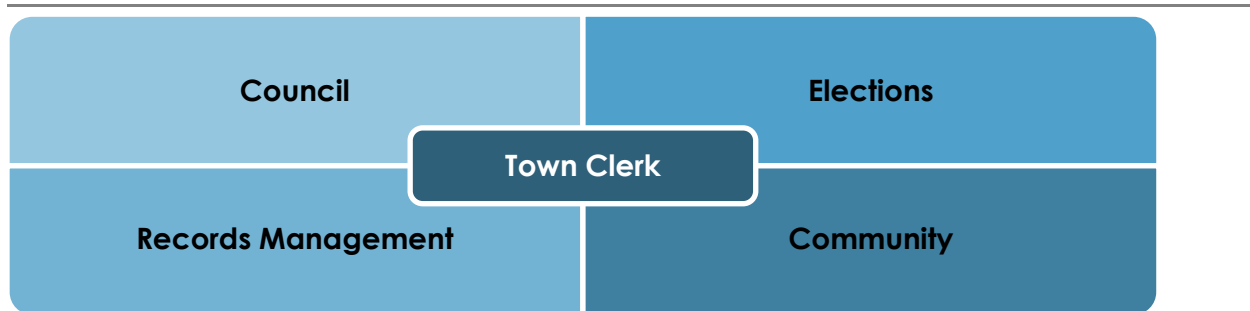 Council
Elections
Town Clerk
Records Management
Community